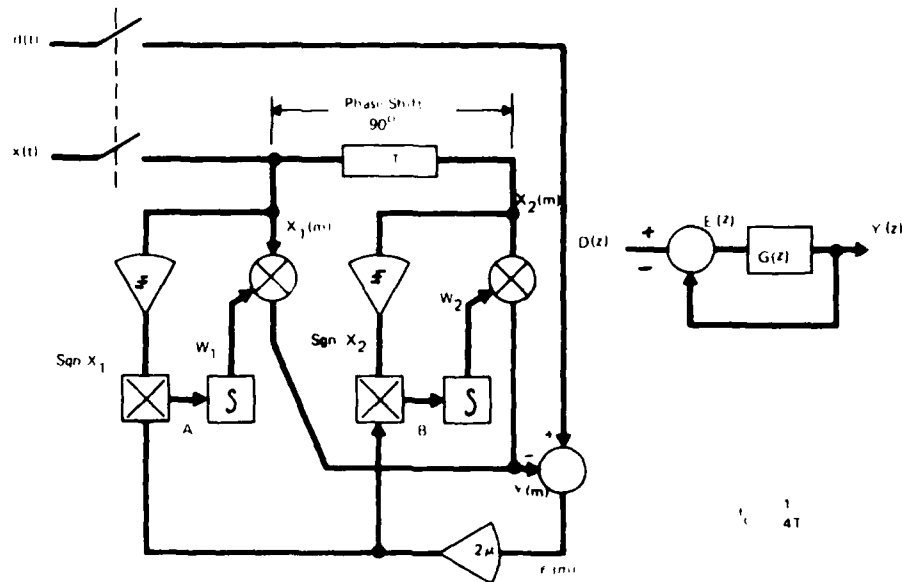 d(t)
Phase Shift
90°
x(t)
T
X₁(m)
X₂(m)
D(z)
+
−
E(z)
G(z)
Y(z)
W₁
W₂
Sgn X₁
Sgn X₂
∫
∫
A
B
+
−
Y(m)
2μ
1
4T